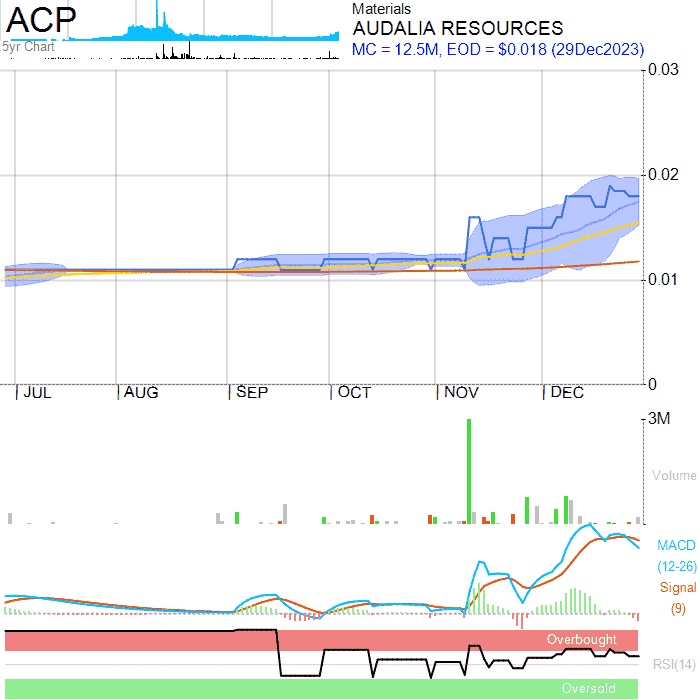 ACP
5yr Chart
Materials
AUDALIA RESOURCES
MC = 12.5M, EOD = $0.018 (29Dec2023)
0.03
0.02
0.01
0
JUL AUG SEP OCT NOV DEC
3M
Volume
MACD
(12-26)
Signal
(9)
Overbought
RSI(14)
Oversold